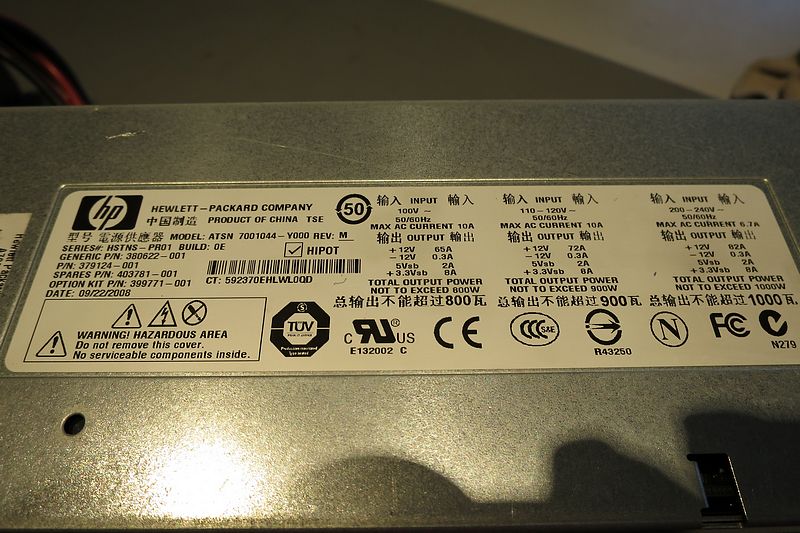 hp
HEWLETT-PACKARD COMPANY
中国制造 PRODUCT OF CHINA TSE
型号 電源供應器 MODEL: ATSN 7001044-Y000 REV: M
SERIES#: HSTNS-PR01 BUILD: 0E
HIPOT
GENERIC P/N: 380622-001
P/N: 379124-001
SPARES P/N: 403781-001
OPTION KIT P/N: 399771-001
DATE: 09/22/2008
CT: 592370EHLWL0QD
WARNING! HAZARDOUS AREA
Do not remove this cover.
No serviceable components inside.
50
输入 INPUT 輸入
100V ~
50/60Hz
MAX AC CURRENT 10A
输出 OUTPUT 輸出
+12V 65A
-12V 0.3A
5Vsb 2A
+3.3Vsb 8A
TOTAL OUTPUT POWER
NOT TO EXCEED 800W
总输出不能超过800瓦
输入 INPUT 輸入
110-120V~
50/60Hz
MAX AC CURRENT 10A
输出 OUTPUT 輸出
+12V 72A
-12V 0.3A
5Vsb 2A
+3.3Vsb 8A
TOTAL OUTPUT POWER
NOT TO EXCEED 900W
总输出不能超过900瓦
输入 INPUT 輸入
200-240V~
50/60Hz
MAX AC CURRENT 6.7A
输出 OUTPUT 輸出
+12V 82A
-12V 0.3A
5Vsb 2A
+3.3Vsb 8A
TOTAL OUTPUT POWER
NOT TO EXCEED 1000W
总输出不能超过1000瓦
S
TÜV
C UL ® US
E132002 C
CE
CCC S&E
R43250
N
FC
N279